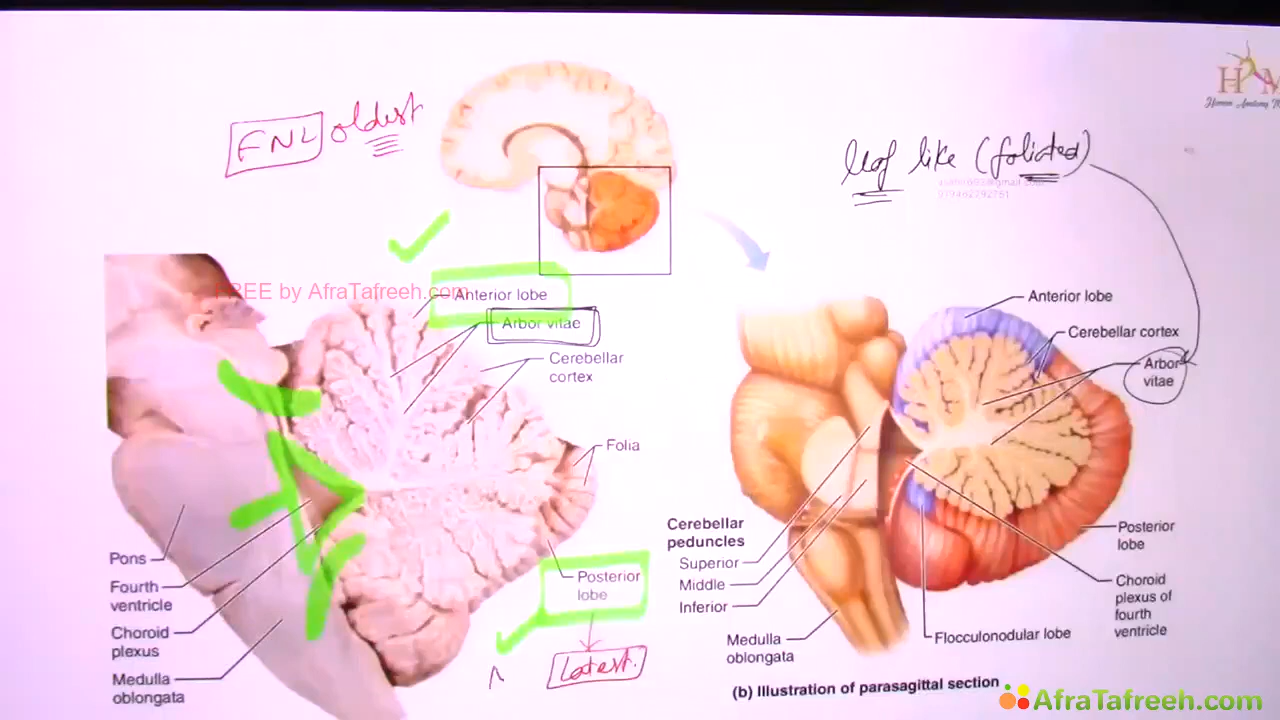 FNL oldest
leaf like (foliated)
FREE by AfraTafreeh.com
Anterior lobe
Arbor vitae
Cerebellar
cortex
Folia
Pons
Fourth
ventricle
Choroid
plexus
Medulla
oblongata
Posterior
lobe
Latest.
Anterior lobe
Cerebellar cortex
Arbor
vitae
Cerebellar
peduncles
Superior
Middle
Inferior
Medulla
oblongata
Posterior
lobe
Choroid
plexus of
fourth
ventricle
Flocculonodular lobe
(b) Illustration of parasagittal section
AfraTafreeh.com